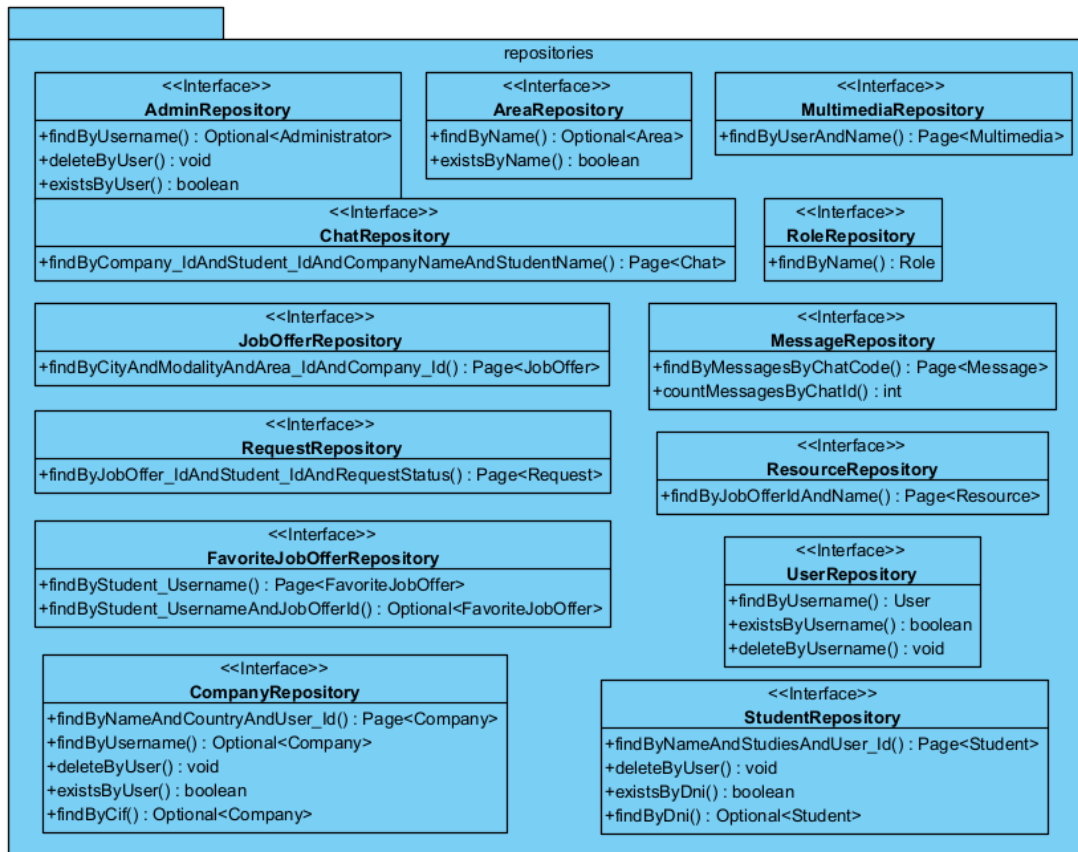 repositories
<<Interface>>
AdminRepository
+findByUsername() : Optional<Administrator>
+deleteByUser() : void
+existsByUser() : boolean
<<Interface>>
AreaRepository
+findByName() : Optional<Area>
+existsByName() : boolean
<<Interface>>
MultimediaRepository
+findByUserAndName() : Page<Multimedia>
<<Interface>>
ChatRepository
+findByCompany_IdAndStudent_IdAndCompanyNameAndStudentName() : Page<Chat>
<<Interface>>
RoleRepository
+findByName() : Role
<<Interface>>
JobOfferRepository
+findByCityAndModalityAndArea_IdAndCompany_Id() : Page<JobOffer>
<<Interface>>
MessageRepository
+findByMessagesByChatCode() : Page<Message>
+countMessagesByChatId() : int
<<Interface>>
RequestRepository
+findByJobOffer_IdAndStudent_IdAndRequestStatus() : Page<Request>
<<Interface>>
ResourceRepository
+findByJobOfferIdAndName() : Page<Resource>
<<Interface>>
FavoriteJobOfferRepository
+findByStudent_Username() : Page<FavoriteJobOffer>
+findByStudent_UsernameAndJobOfferId() : Optional<FavoriteJobOffer>
<<Interface>>
UserRepository
+findByUsername() : User
+existsByUsername() : boolean
+deleteByUsername() : void
<<Interface>>
CompanyRepository
+findByNameAndCountryAndUser_Id() : Page<Company>
+findByUsername() : Optional<Company>
+deleteByUser() : void
+existsByUser() : boolean
+findByCif() : Optional<Company>
<<Interface>>
StudentRepository
+findByNameAndStudiesAndUser_Id() : Page<Student>
+deleteByUser() : void
+existsByDni() : boolean
+findByDni() : Optional<Student>